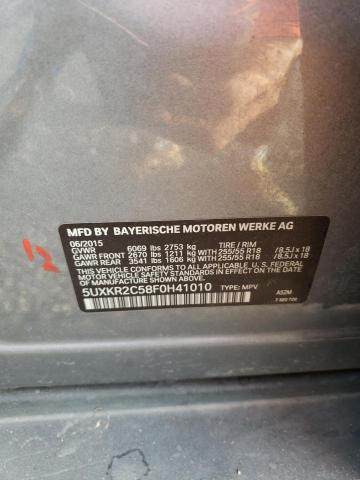 MFD BY BAYERISCHE MOTOREN WERKE AG
06/2015
GVWR 6069 lbs 2753 kg TIRE / RIM
GAWR FRONT 2670 lbs 1211 kg WITH 255/55 R18 / 8.5J x 18
GAWR REAR 3541 lbs 1606 kg WITH 255/55 R18 / 8.5J x 18
THIS VEHICLE CONFORMS TO ALL APPLICABLE U.S. FEDERAL
MOTOR VEHICLE SAFETY STANDARDS IN EFFECT ON THE DATE
OF MANUFACTURE SHOWN ABOVE.
5UXKR2C58F0H41010 TYPE: MPV A52M
12